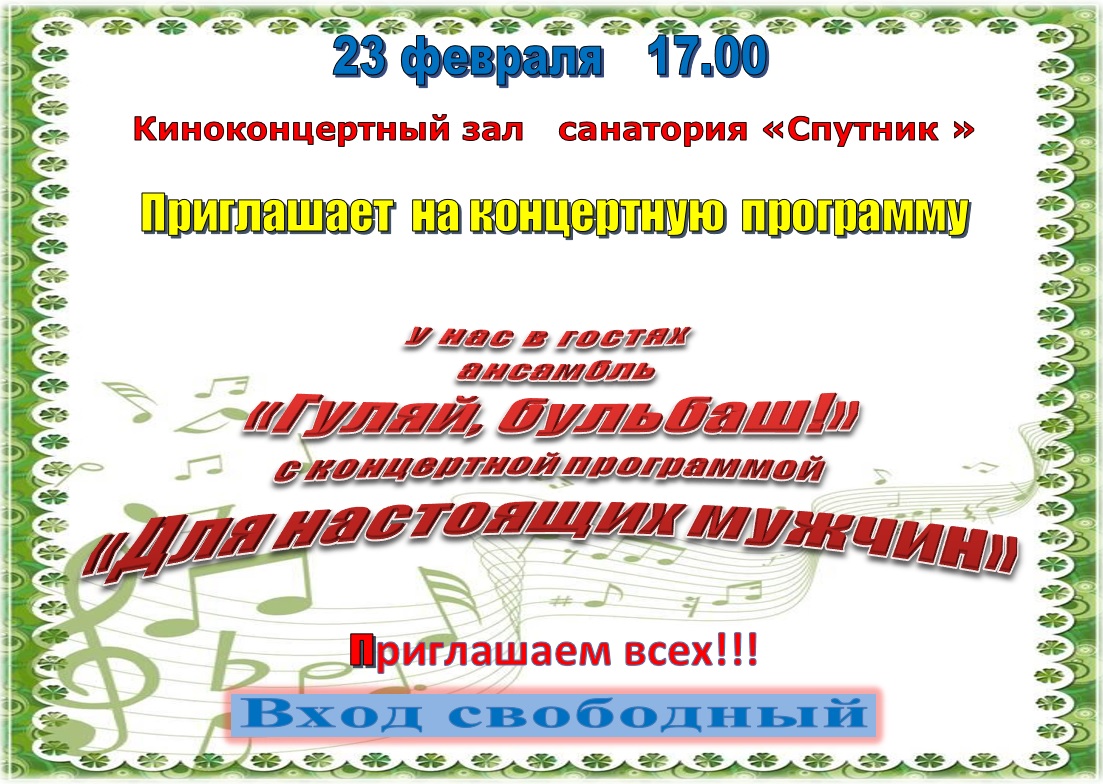 23 февраля 17.00
Киноконцертный зал санатория «Спутник »
Приглашает на концертную программу
У нас в гостях
ансамбль
«Гуляй, бульбаш!»
с концертной программой
«Для настоящих мужчин»
Приглашаем всех!!!
Вход свободный